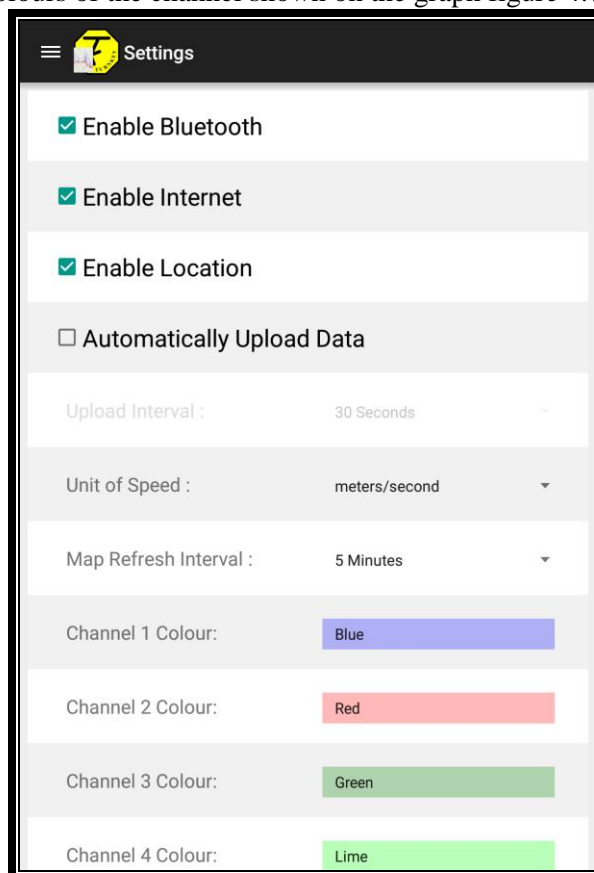 Settings
Enable Bluetooth
Enable Internet
Enable Location
Automatically Upload Data
Upload Interval : 30 Seconds
Unit of Speed : meters/second
Map Refresh Interval : 5 Minutes
Channel 1 Colour: Blue
Channel 2 Colour: Red
Channel 3 Colour: Green
Channel 4 Colour: Lime